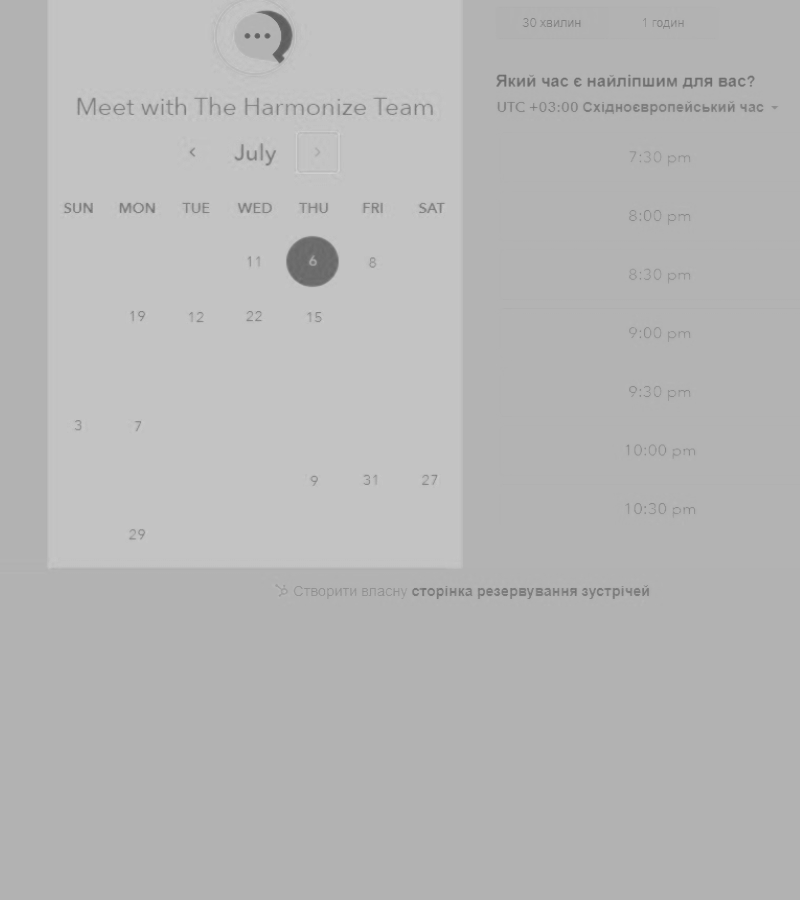 Meet with The Harmonize Team
July
SUN MON TUE WED THU FRI SAT
11 6 8
19 12 22 15
3 7
9 31 27
29
30 хвилин 1 годин
Який час є найліпшим для вас?
UTC +03:00 Східноєвропейський час
7:30 pm
8:00 pm
8:30 pm
9:00 pm
9:30 pm
10:00 pm
10:30 pm
Створити власну сторінка резервування зустрічей